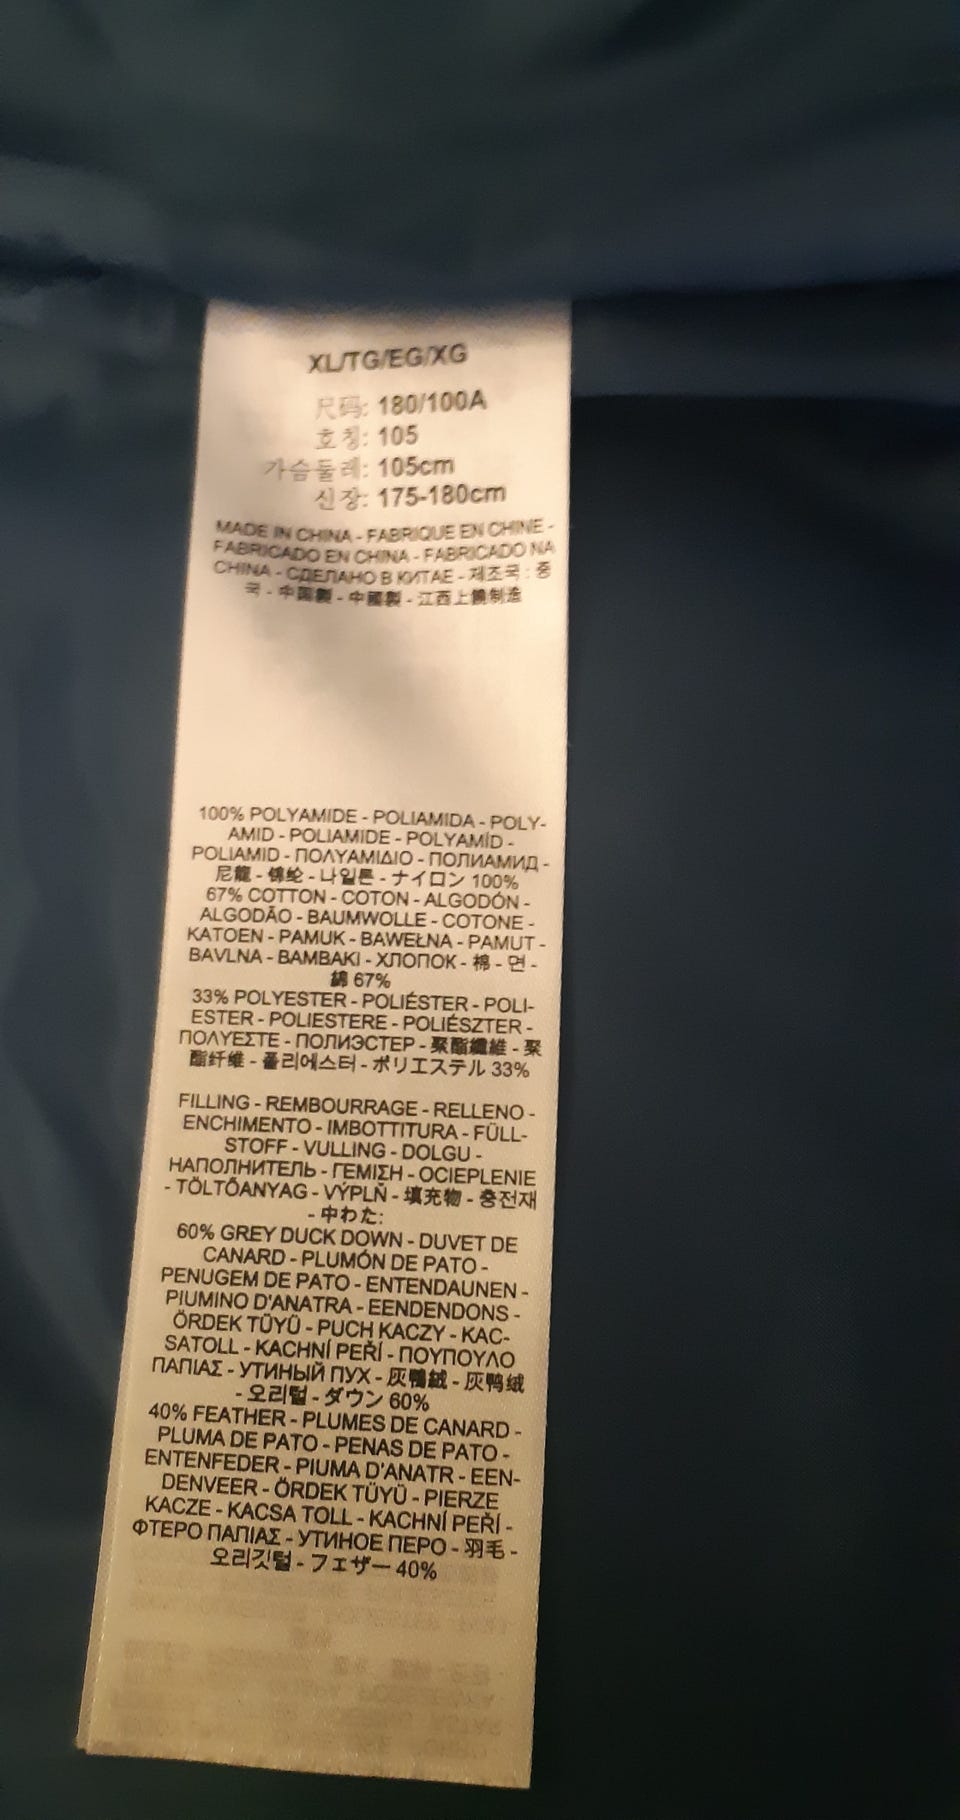 XL/TG/EG/XG
尺码: 180/100A
호칭: 105
가슴둘레: 105cm
신장: 175-180cm
MADE IN CHINA - FABRIQUE EN CHINE -
FABRICADO EN CHINA - FABRICADO NA
CHINA - СДЕЛАНО В КИТАЕ - 제조국 : 중
국 - 中国製 - 中國製 - 江西上饒制造
100% POLYAMIDE - POLIAMIDA - POLY-
AMID - POLIAMIDE - POLYAMÍD -
POLIAMID - ΠΟΛΥΑΜΙΔΙΟ - ПОЛИАМИД -
尼龍 - 锦纶 - 나일론 - ナイロン 100%
67% COTTON - COTON - ALGODÓN -
ALGODÃO - BAUMWOLLE - COTONE -
KATOEN - PAMUK - BAWEŁNA - PAMUT -
BAVLNA - BAMBAKI - ХЛОПОК - 棉 - 면 -
綿 67%
33% POLYESTER - POLIÉSTER - POLI-
ESTER - POLIESTERE - POLIÉSZTER -
ΠΟΛΥΕΣΤΕ - ПОЛИЭСТЕР - 聚酯纖維 - 聚
酯纤维 - 폴리에스터 - ポリエステル 33%
FILLING - REMBOURRAGE - RELLENO -
ENCHIMENTO - IMBOTTITURA - FÜLL-
STOFF - VULLING - DOLGU -
НАПОЛНИТЕЛЬ - ΓΕΜΙΣΗ - OCIEPLENIE
- TÖLTŐANYAG - VÝPLŇ - 填充物 - 충전재
- 中わた:
60% GREY DUCK DOWN - DUVET DE
CANARD - PLUMÓN DE PATO -
PENUGEM DE PATO - ENTENDAUNEN -
PIUMINO D'ANATRA - EENDENDONS -
ÖRDEK TÜYÜ - PUCH KACZY - KAC-
SATOLL - KACHNÍ PEŘÍ - ΠΟΥΠΟΥΛΟ
ΠΑΠΙΑΣ - УТИНЫЙ ПУХ - 灰鴨絨 - 灰鸭绒
- 오리털 - ダウン 60%
40% FEATHER - PLUMES DE CANARD -
PLUMA DE PATO - PENAS DE PATO -
ENTENFEDER - PIUMA D'ANATR - EEN-
DENVEER - ÖRDEK TÜYÜ - PIERZE
KACZE - KACSA TOLL - KACHNÍ PEŘÍ -
ΦΤΕΡΟ ΠΑΠΙΑΣ - УТИНОЕ ПЕРО - 羽毛 -
오리깃털 - フェザー 40%